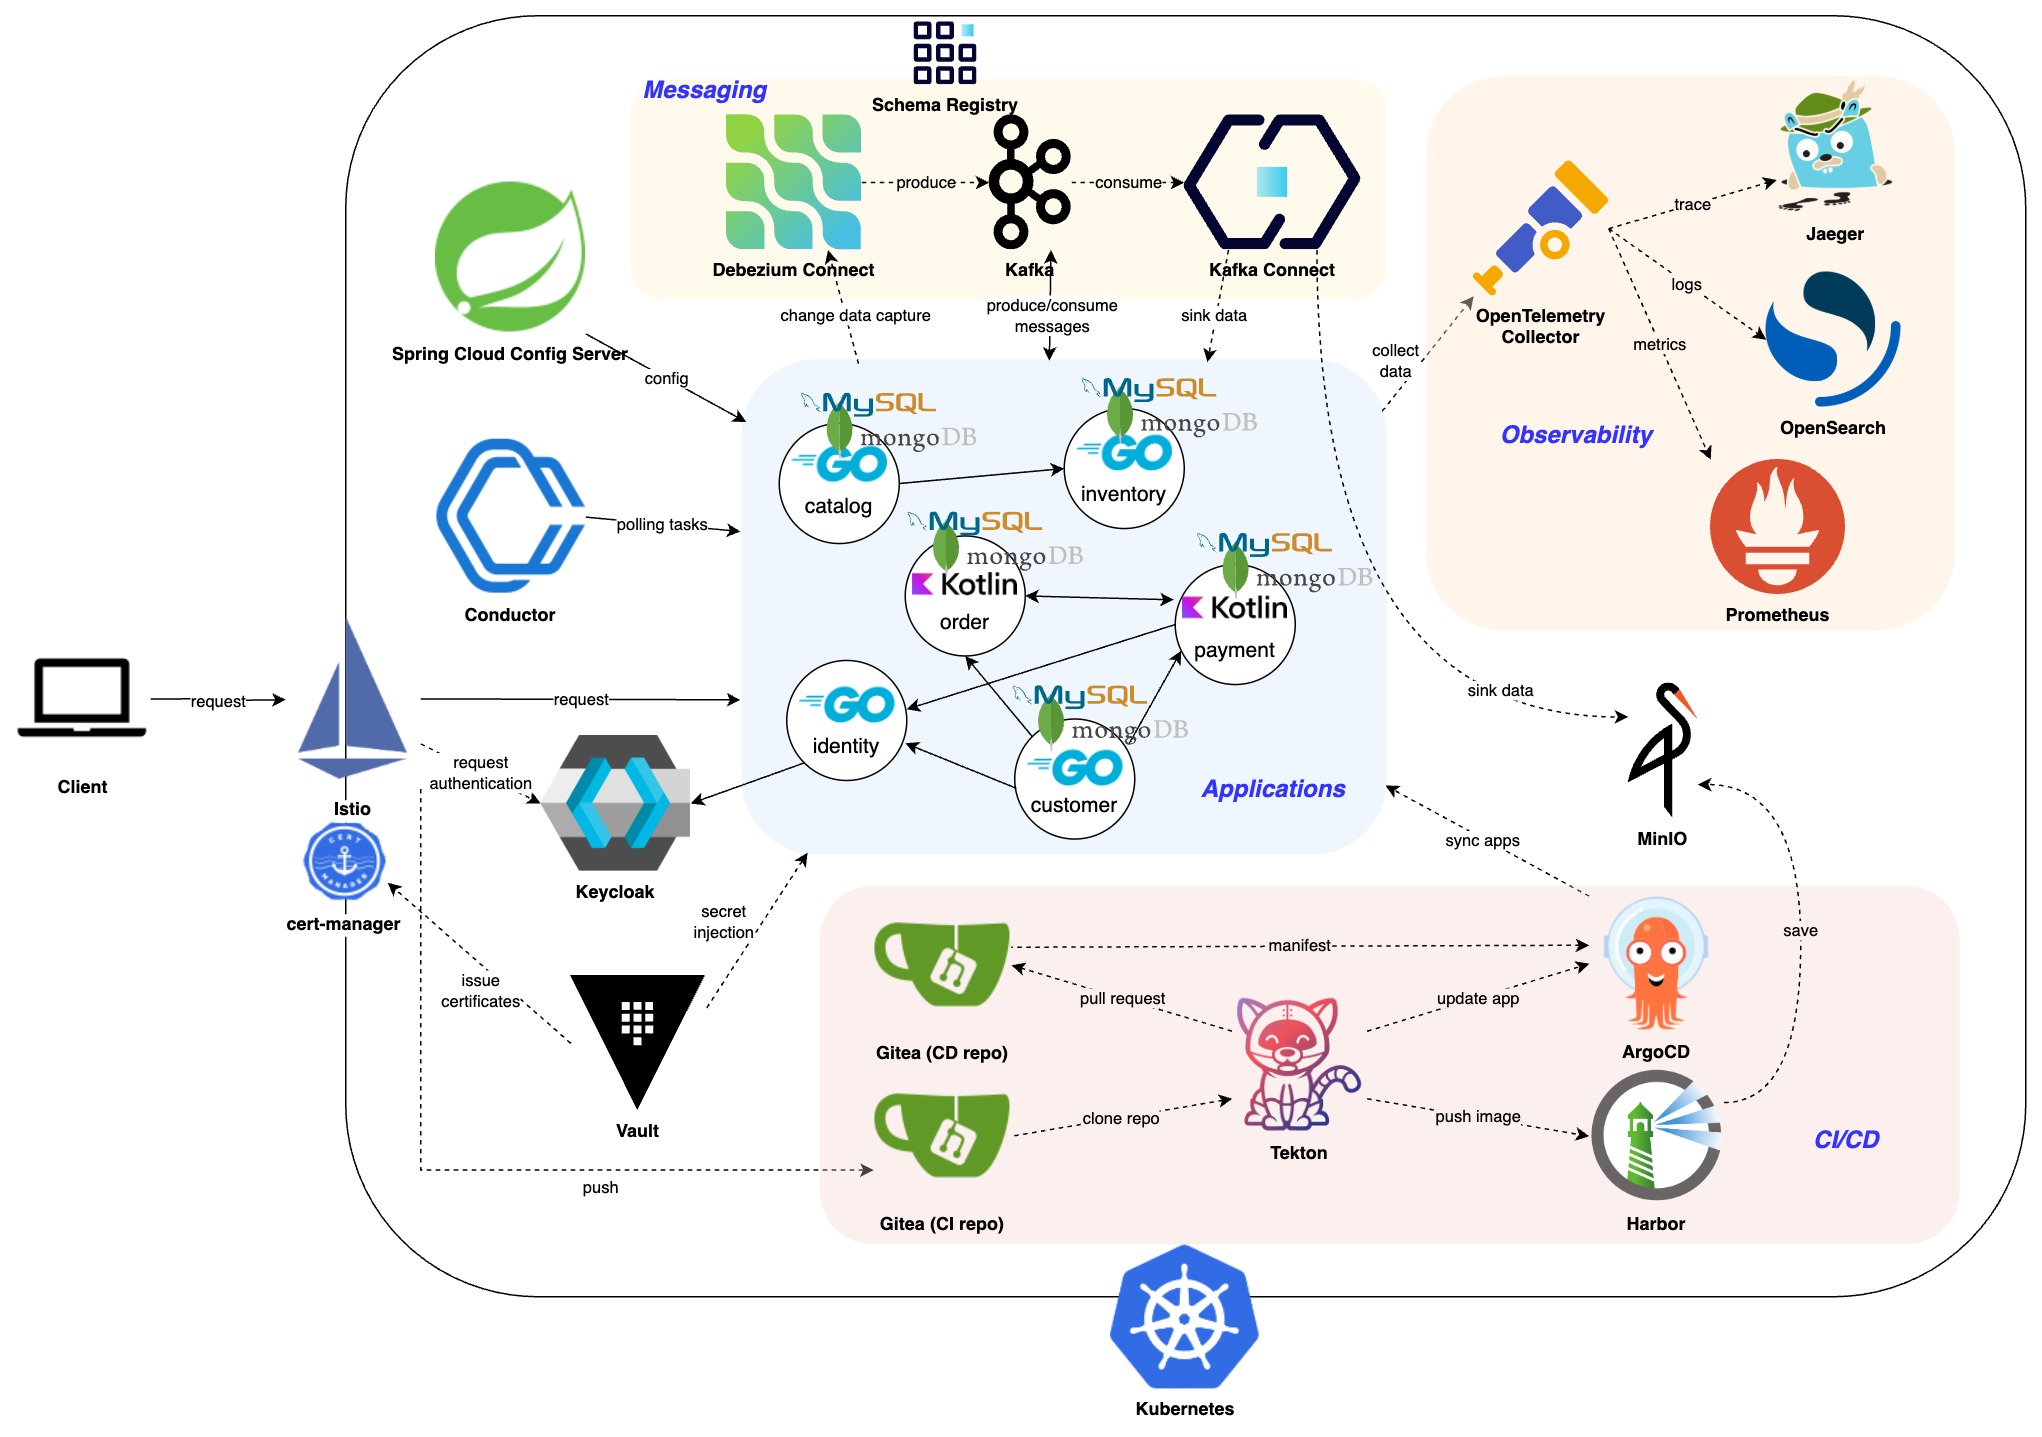 Schema Registry
Messaging
produce
consume
Debezium Connect
Kafka
Kafka Connect
change data capture
produce/consume
messages
sink data
Spring Cloud Config Server
config
Conductor
polling tasks
collect
data
OpenTelemetry
Collector
trace
logs
metrics
Jaeger
OpenSearch
Observability
Prometheus
MySQL
mongoDB
GO
catalog
MySQL
mongoDB
GO
inventory
MySQL
mongoDB
Kotlin
order
MySQL
mongoDB
Kotlin
payment
GO
identity
MySQL
mongoDB
GO
customer
Applications
Client
request
Istio
request
request
authentication
Keycloak
CERT
MANAGER
cert-manager
issue
certificates
secret
injection
Vault
push
sink data
MinIO
sync apps
save
manifest
pull request
update app
Gitea (CD repo)
ArgoCD
clone repo
Tekton
push image
Gitea (CI repo)
Harbor
CI/CD
Kubernetes